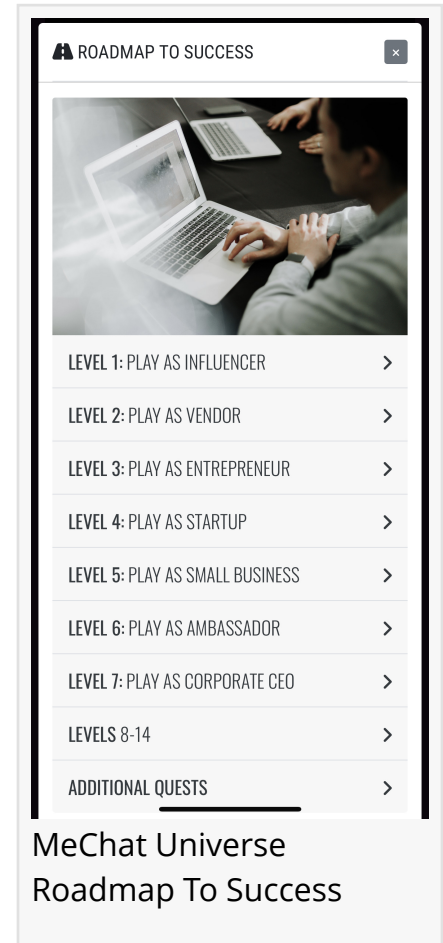 ROADMAP TO SUCCESS
×
LEVEL 1: PLAY AS INFLUENCER
LEVEL 2: PLAY AS VENDOR
LEVEL 3: PLAY AS ENTREPRENEUR
LEVEL 4: PLAY AS STARTUP
LEVEL 5: PLAY AS SMALL BUSINESS
LEVEL 6: PLAY AS AMBASSADOR
LEVEL 7: PLAY AS CORPORATE CEO
LEVELS 8-14
ADDITIONAL QUESTS
MeChat Universe
Roadmap To Success